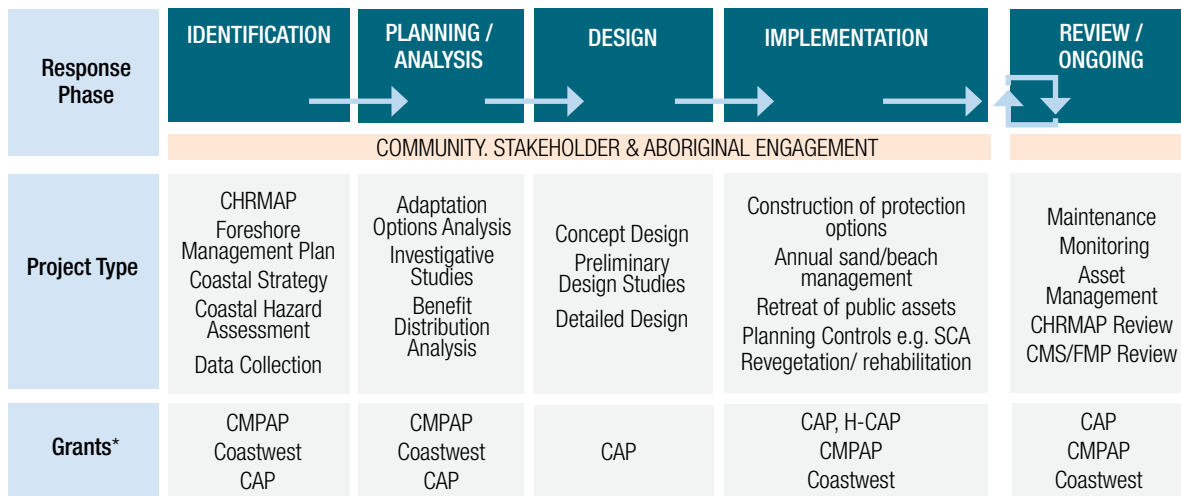 Response
Phase
IDENTIFICATION
PLANNING /
ANALYSIS
DESIGN
IMPLEMENTATION
REVIEW /
ONGOING
COMMUNITY. STAKEHOLDER & ABORIGINAL ENGAGEMENT
Project Type
CHRMAP
Foreshore
Management Plan
Coastal Strategy
Coastal Hazard
Assessment
Data Collection
Adaptation
Options Analysis
Investigative
Studies
Benefit
Distribution
Analysis
Concept Design
Preliminary
Design Studies
Detailed Design
Construction of protection
options
Annual sand/beach
management
Retreat of public assets
Planning Controls e.g. SCA
Revegetation/ rehabilitation
Maintenance
Monitoring
Asset
Management
CHRMAP Review
CMS/FMP Review
Grants*
CMPAP
Coastwest
CAP
CMPAP
Coastwest
CAP
CAP
CAP, H-CAP
CMPAP
Coastwest
CAP
CMPAP
Coastwest